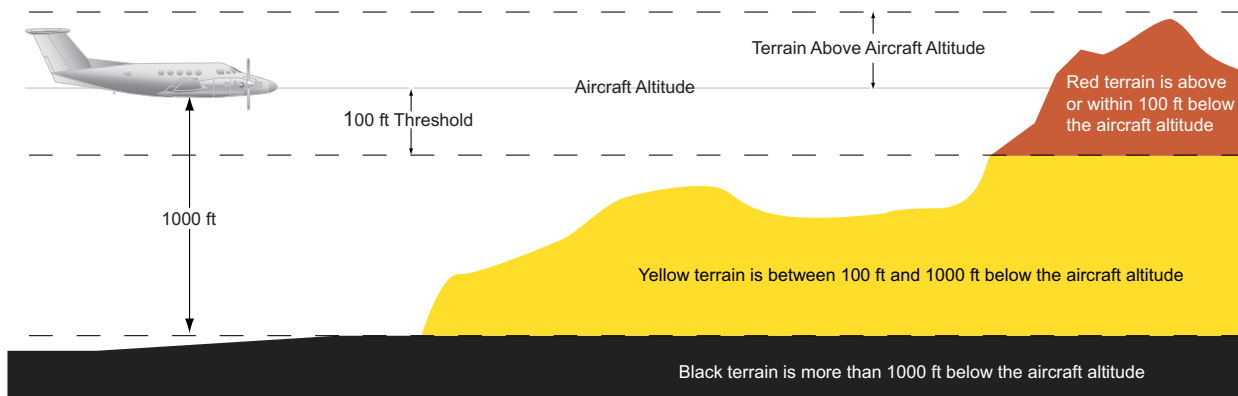 Terrain Above Aircraft Altitude
Aircraft Altitude
Red terrain is above
or within 100 ft below
the aircraft altitude
100 ft Threshold
1000 ft
Yellow terrain is between 100 ft and 1000 ft below the aircraft altitude
Black terrain is more than 1000 ft below the aircraft altitude